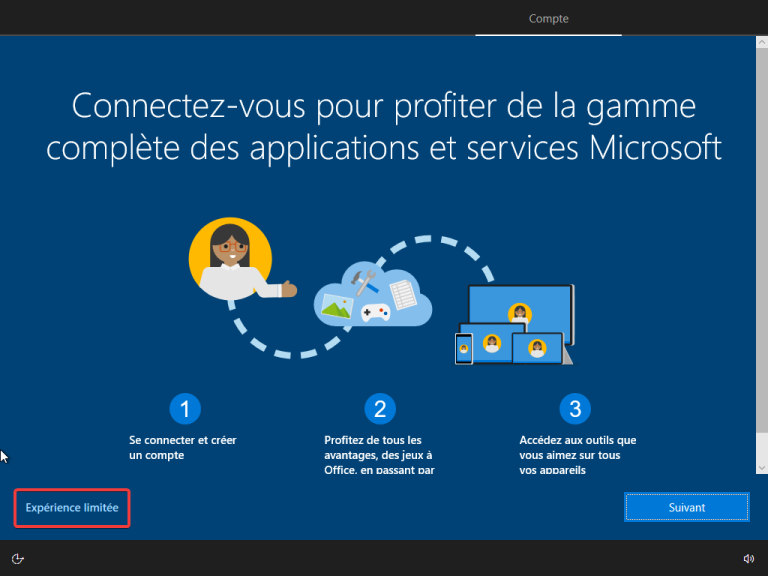 Compte
Connectez-vous pour profiter de la gamme
complète des applications et services Microsoft
1
Se connecter et créer
un compte
2
Profitez de tous les
avantages, des jeux à
Office, en passant par
3
Accédez aux outils que
vous aimez sur tous
vos appareils
Expérience limitée
Suivant